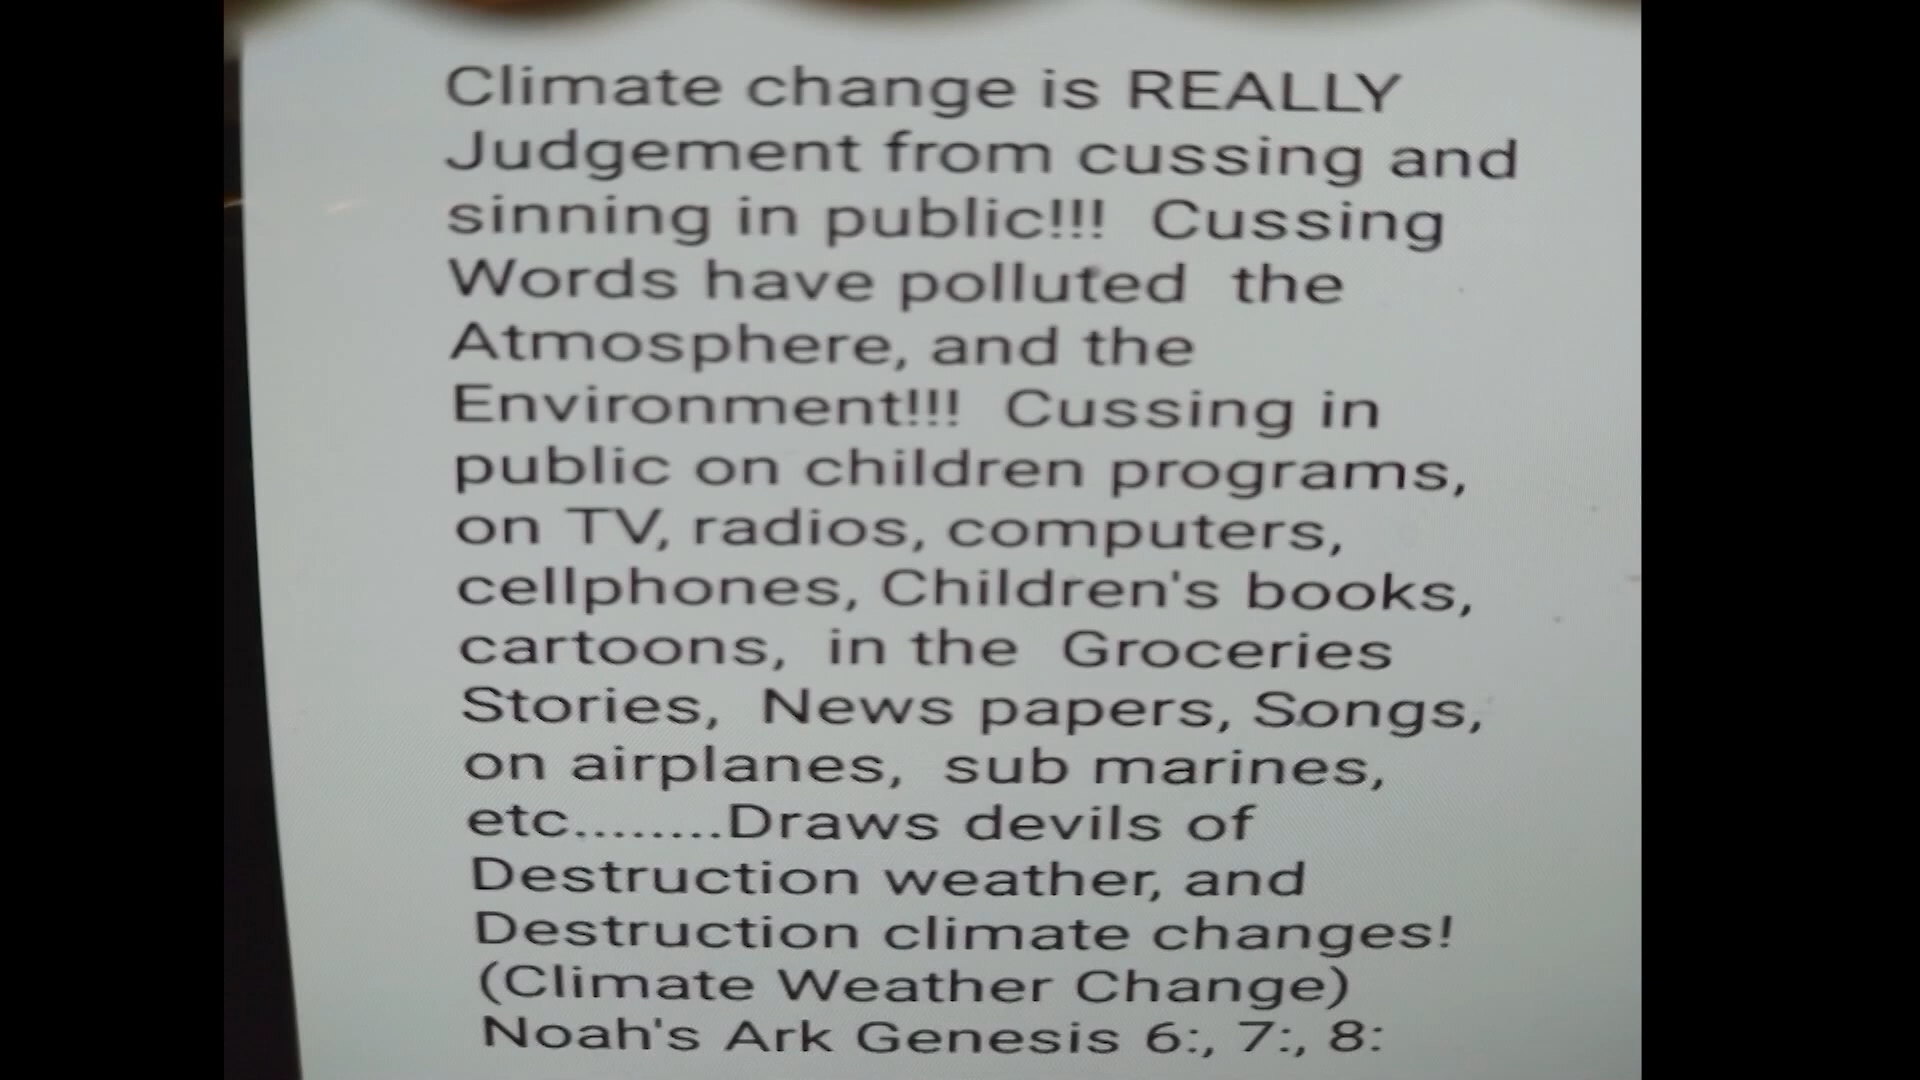 Climate change is REALLY
Judgement from cussing and
sinning in public!!!  Cussing
Words have polluted  the
Atmosphere, and the
Environment!!!  Cussing in
public on children programs,
on TV, radios, computers,
cellphones, Children's books,
cartoons,  in the  Groceries
Stories,  News papers, Songs,
on airplanes,  sub marines,
etc........Draws devils of
Destruction weather, and
Destruction climate changes!
(Climate Weather Change)
Noah's Ark Genesis 6:, 7:, 8: